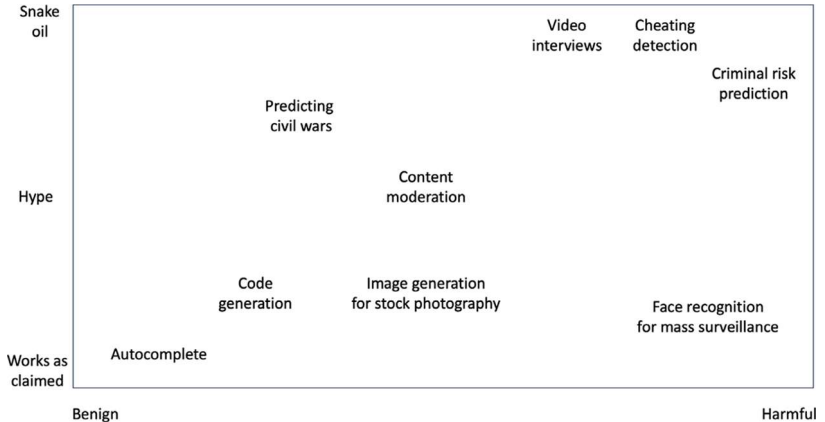 Snake
oil
Video
interviews
Cheating
detection
Criminal risk
prediction
Predicting
civil wars
Content
moderation
Hype
Code
generation
Image generation
for stock photography
Face recognition
for mass surveillance
Autocomplete
Works as
claimed
Benign
Harmful